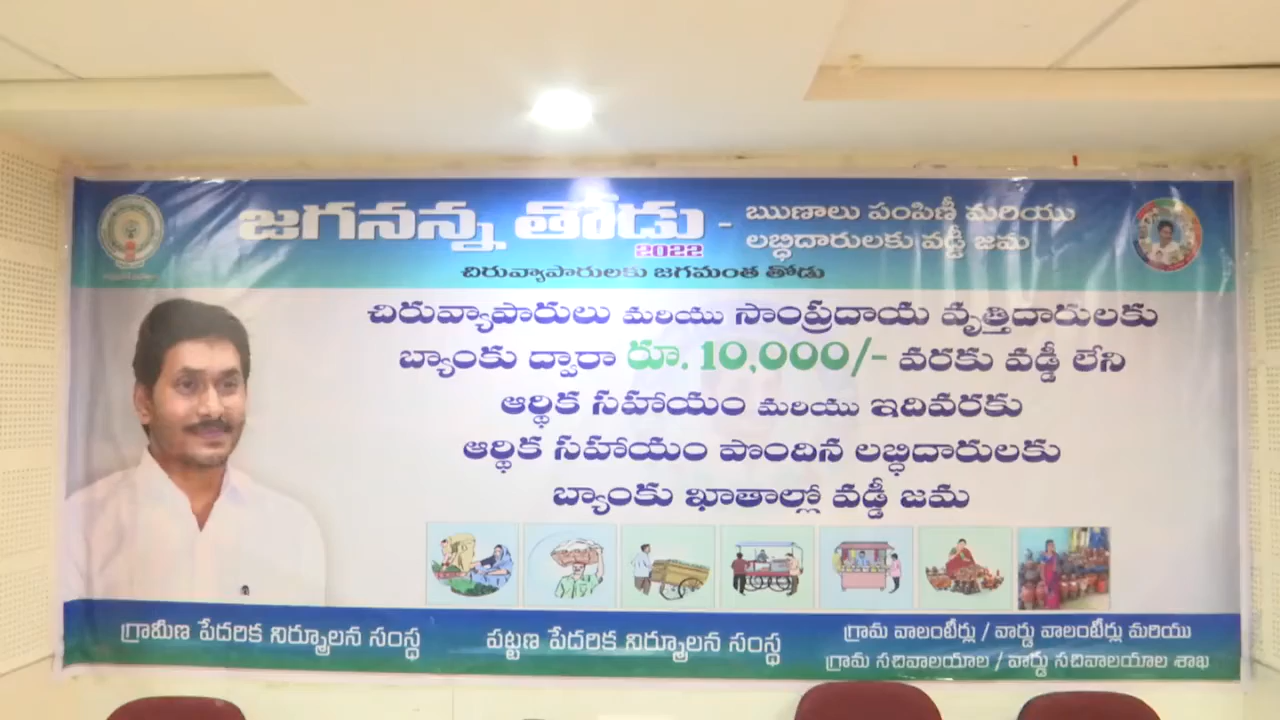 జగనన్న తోడు - ఋణాలు పంపిణీ మరియు
2022 లబ్ధిదారులకు వడ్డీ జమ
చిరువ్యాపారులకు జగమంత తోడు
చిరువ్యాపారులు మరియు సాంప్రదాయ వృత్తిదారులకు
బ్యాంకు ద్వారా రూ. 10,000/- వరకు వడ్డీ లేని
ఆర్థిక సహాయం మరియు ఇదివరకు
ఆర్థిక సహాయం పొందిన లబ్ధిదారులకు
బ్యాంకు ఖాతాల్లో వడ్డీ జమ
గ్రామీణ పేదరిక నిర్మూలన సంస్థ
పట్టణ పేదరిక నిర్మూలన సంస్థ
గ్రామ వాలంటీర్లు / వార్డు వాలంటీర్లు మరియు
గ్రామ సచివాలయాల / వార్డు సచివాలయాల శాఖ